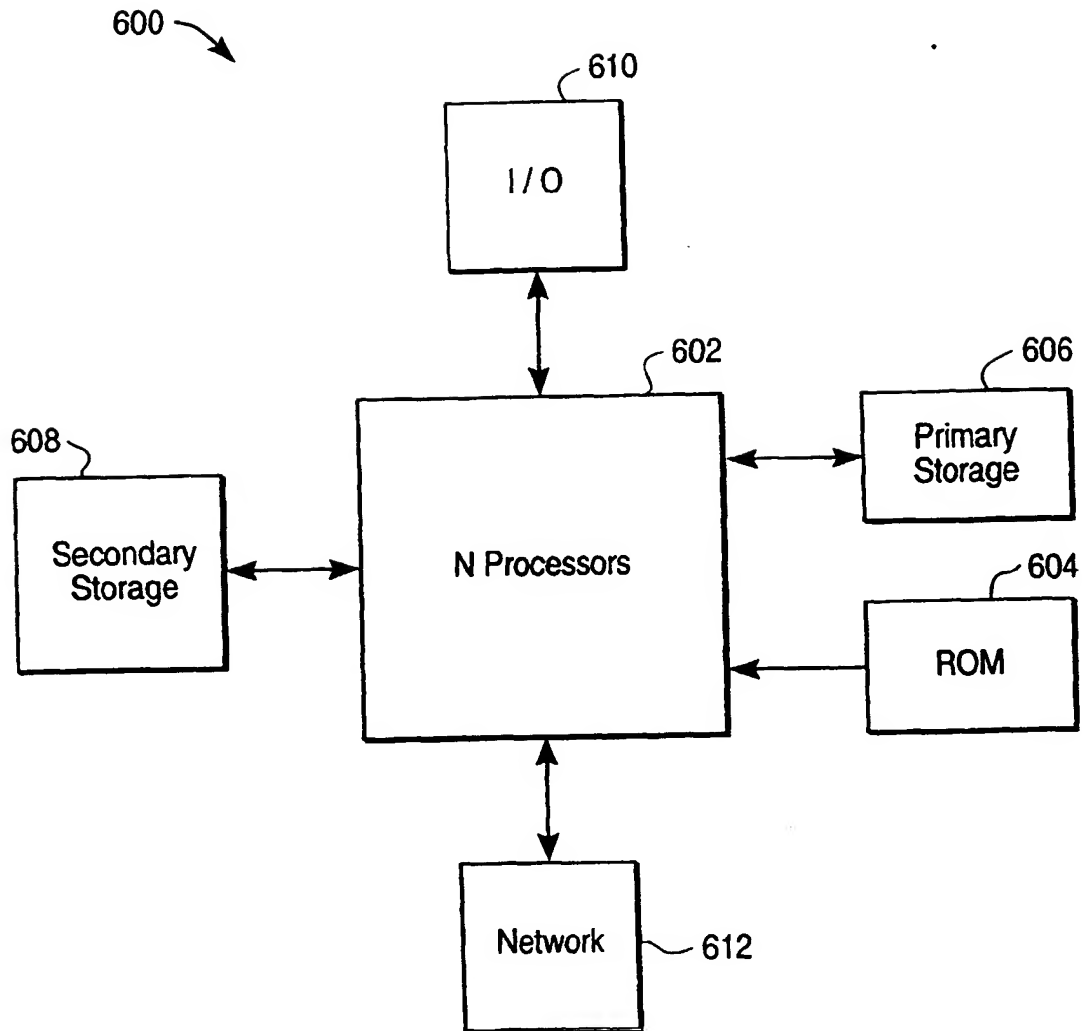 600
610
I / O
602
606
Primary
Storage
608
Secondary
Storage
N Processors
604
ROM
Network
612